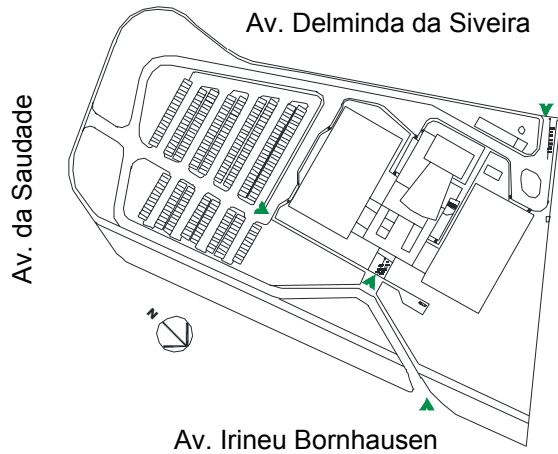 Av. Delminda da Siveira
Av. da Saudade
N
Av. Irineu Bornhausen